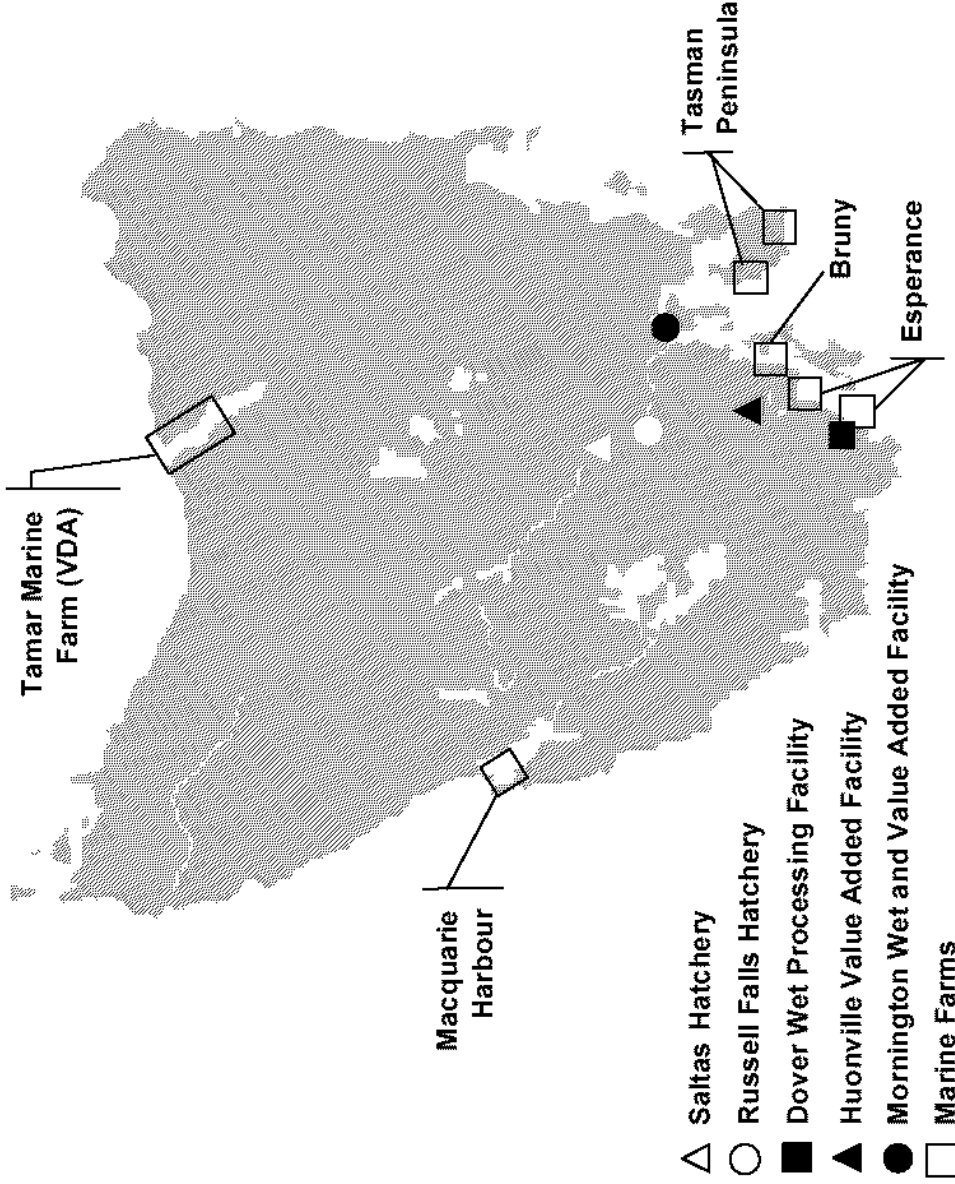 Tamar Marine
Farm (VDA)
Macquarie
Harbour
Tasman
Peninsula
Bruny
Esperance
Saltas Hatchery
Russell Falls Hatchery
Dover Wet Processing Facility
Huonville Value Added Facility
Mornington Wet and Value Added Facility
Marine Farms